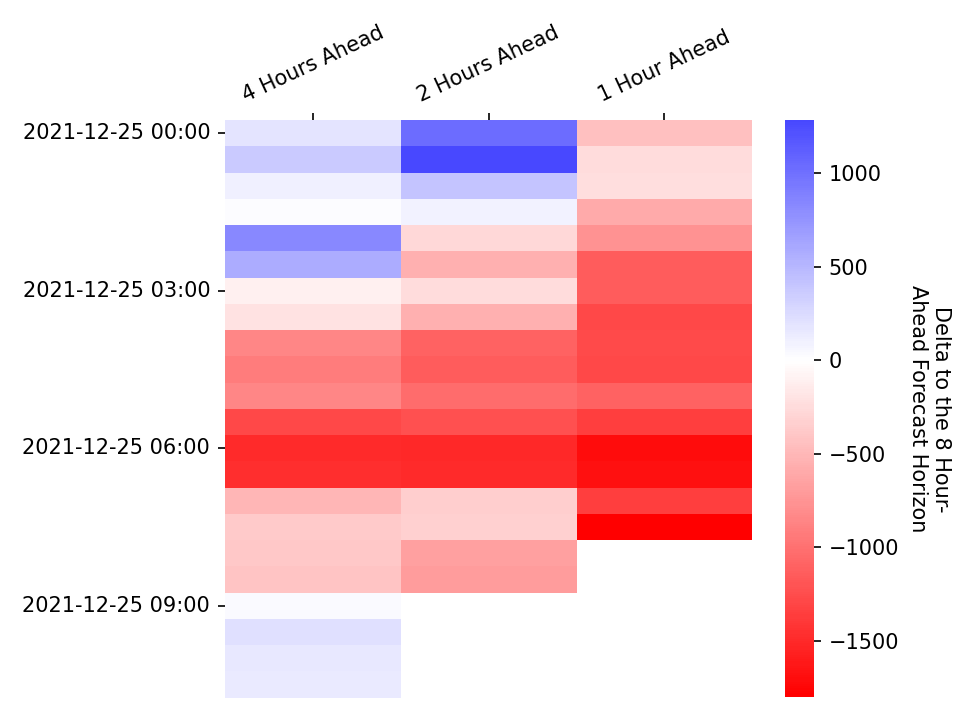 4 Hours Ahead
2 Hours Ahead
1 Hour Ahead
2021-12-25 00:00
2021-12-25 03:00
2021-12-25 06:00
2021-12-25 09:00
1000
500
0
−500
−1000
−1500
Delta to the 8 Hour-
Ahead Forecast Horizon